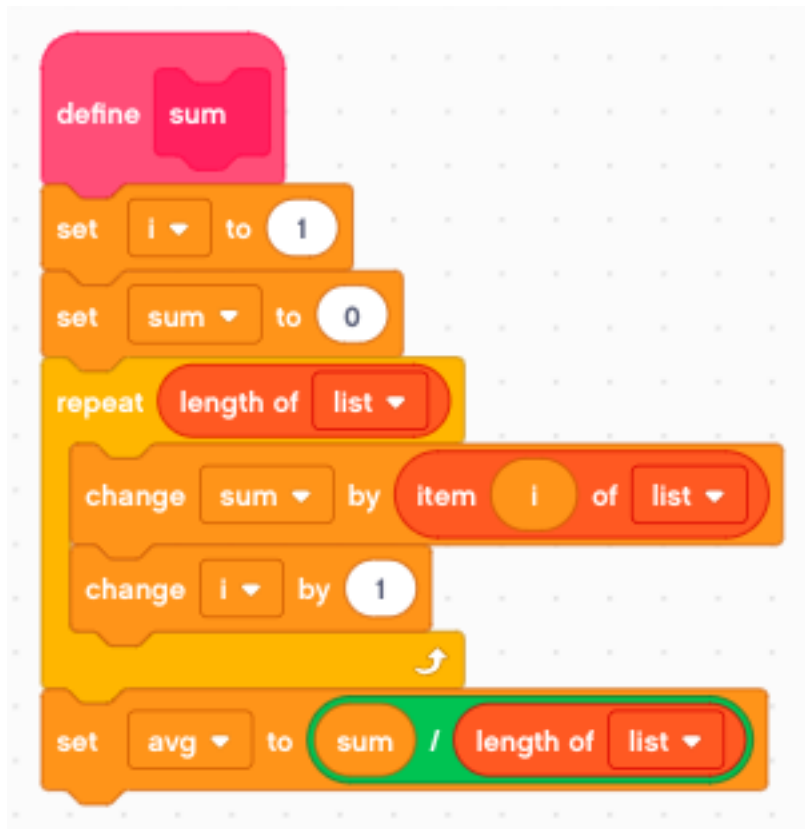 define sum
set i to 1
set sum to 0
repeat length of list
change sum by item i of list
change i by 1
set avg to sum / length of list